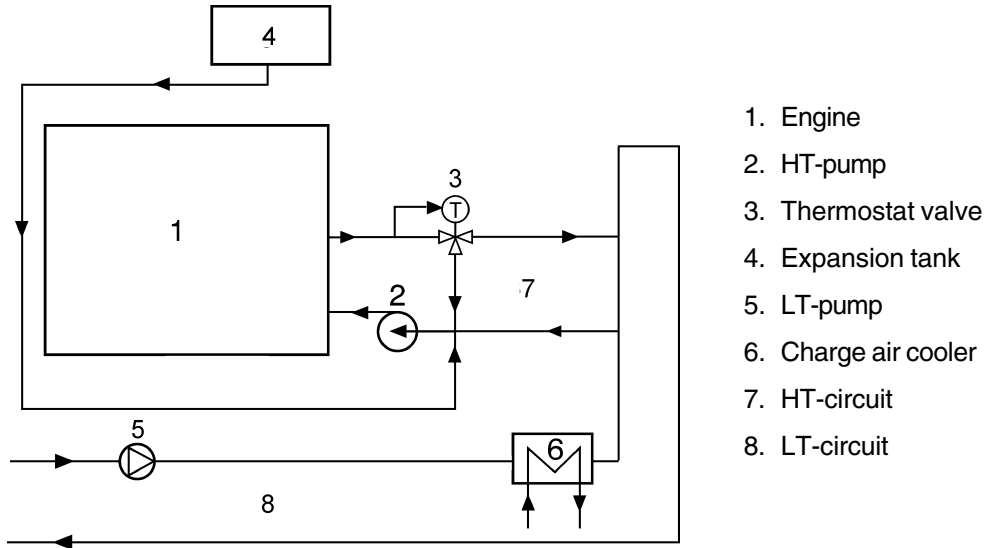 4
1
3
T
2
7
5
6
8
1. Engine
2. HT-pump
3. Thermostat valve
4. Expansion tank
5. LT-pump
6. Charge air cooler
7. HT-circuit
8. LT-circuit